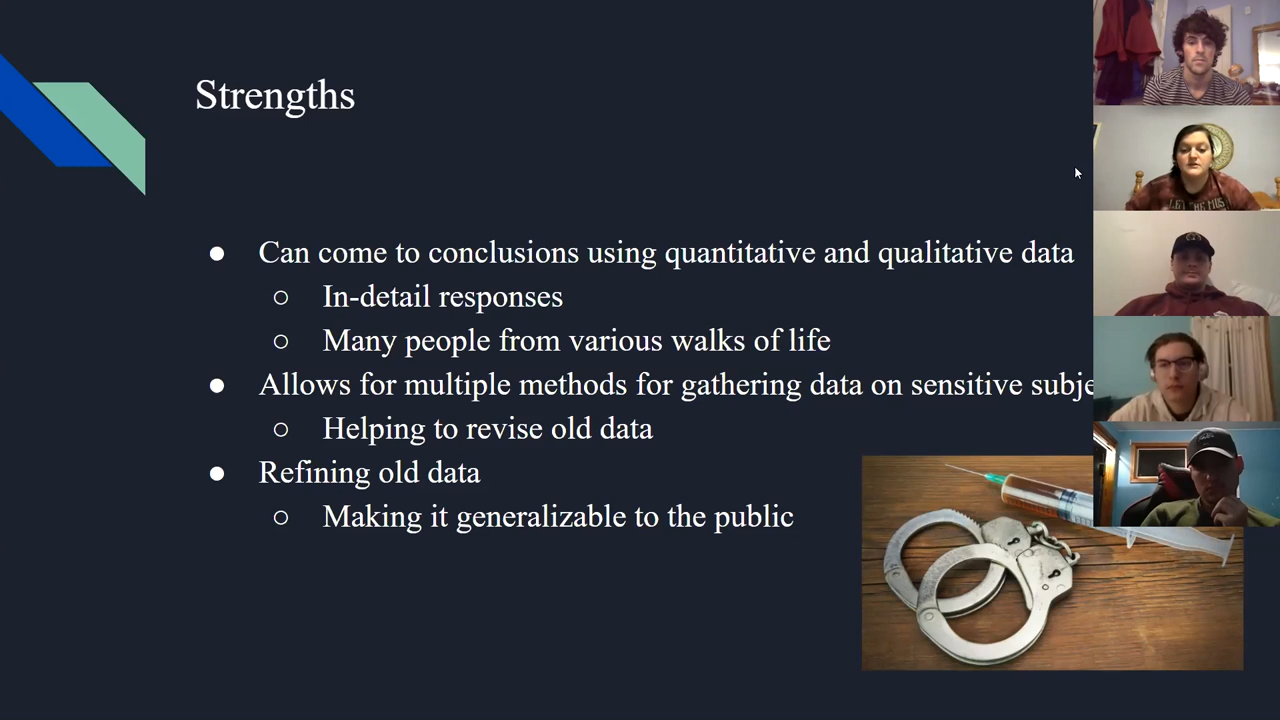 Strengths
● Can come to conclusions using quantitative and qualitative data
○ In-detail responses
○ Many people from various walks of life
● Allows for multiple methods for gathering data on sensitive
○ Helping to revise old data
● Refining old data
○ Making it generalizable to the public